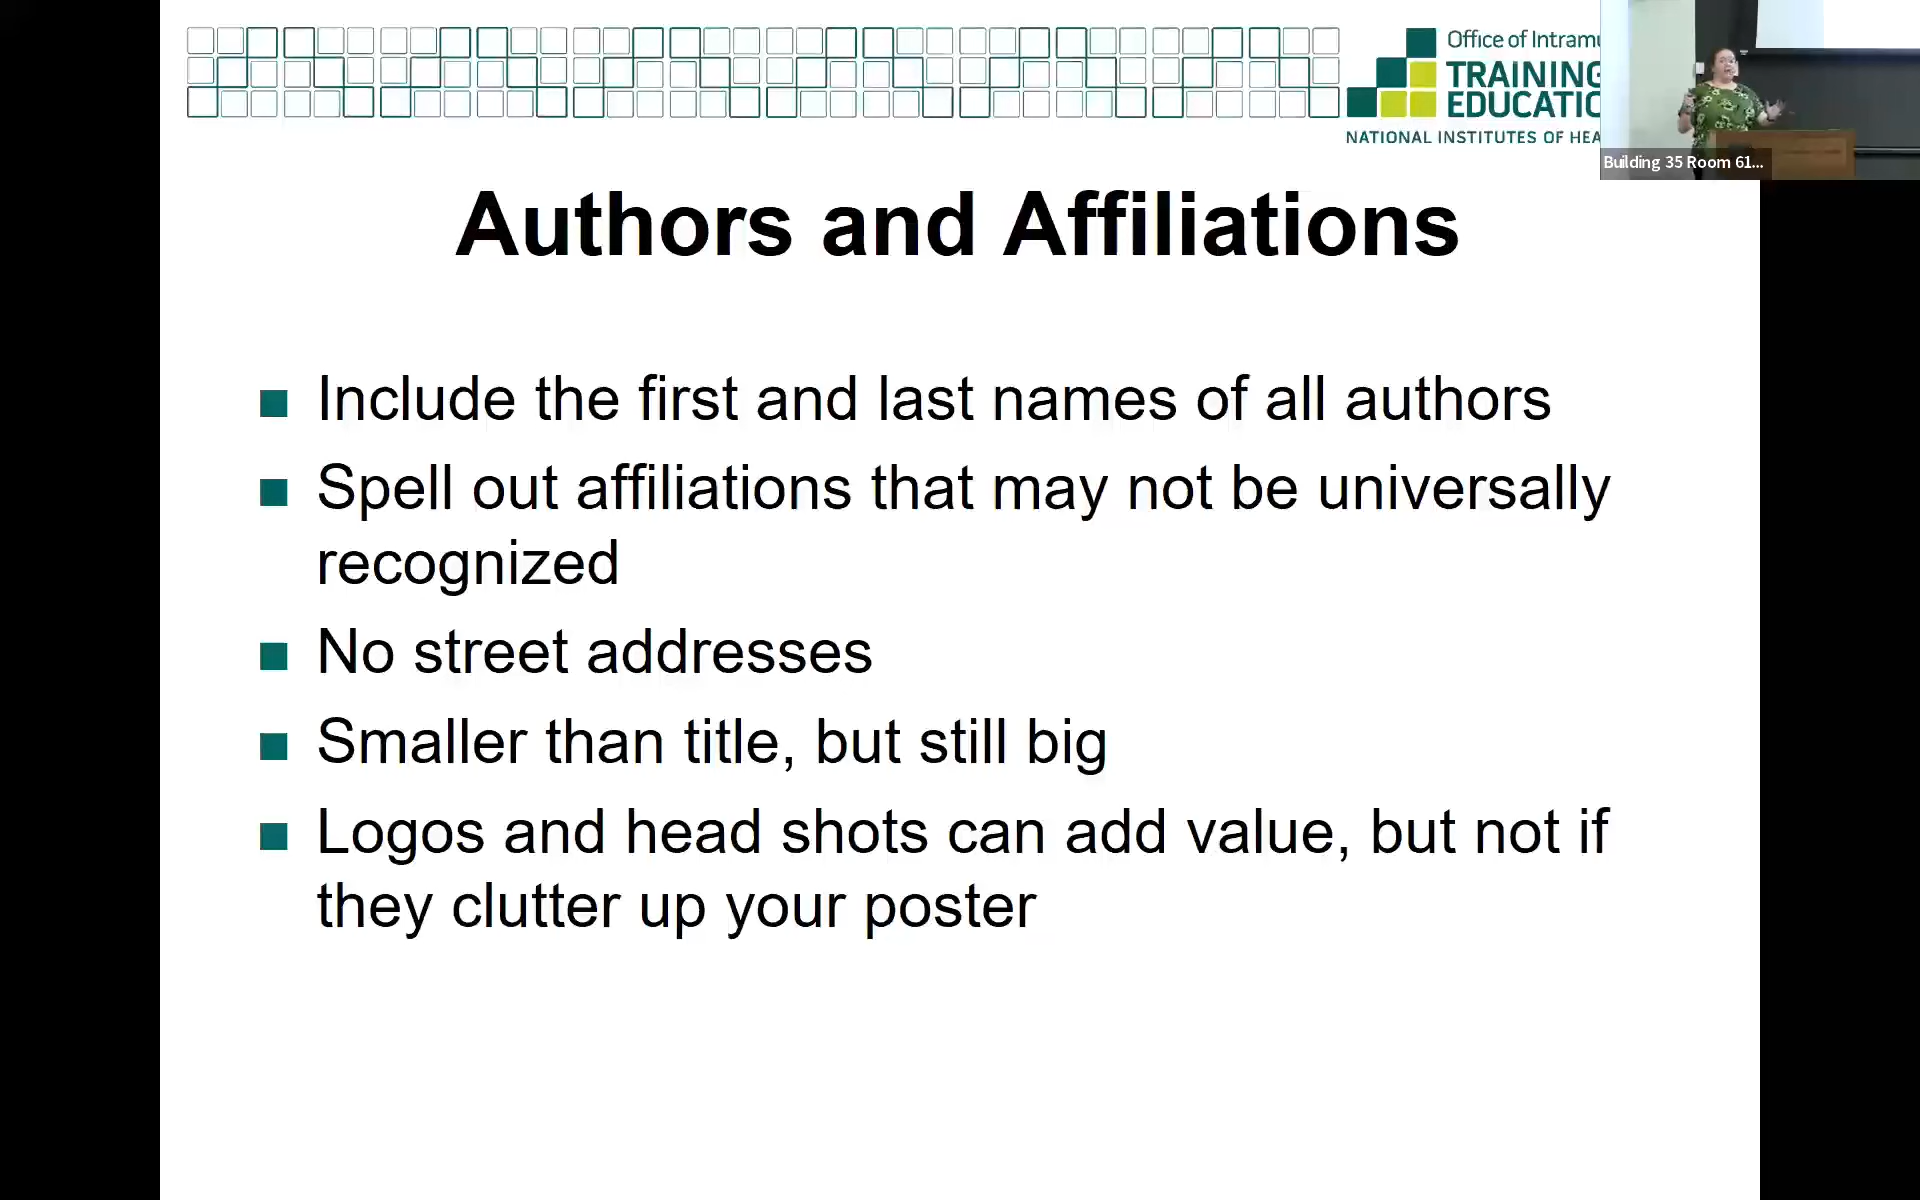 Office of Intramu
TRAINING
EDUCATIO
NATIONAL INSTITUTES OF HEA
Building 35 Room 61...
Authors and Affiliations
Include the first and last names of all authors
Spell out affiliations that may not be universally
recognized
No street addresses
Smaller than title, but still big
Logos and head shots can add value, but not if
they clutter up your poster